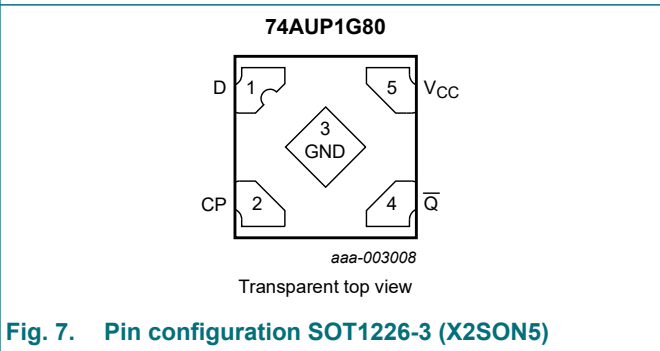 74AUP1G80
D 1 5 VCC
3
GND
CP 2 4 Q̅
aaa-003008
Transparent top view
Fig. 7. Pin configuration SOT1226-3 (X2SON5)